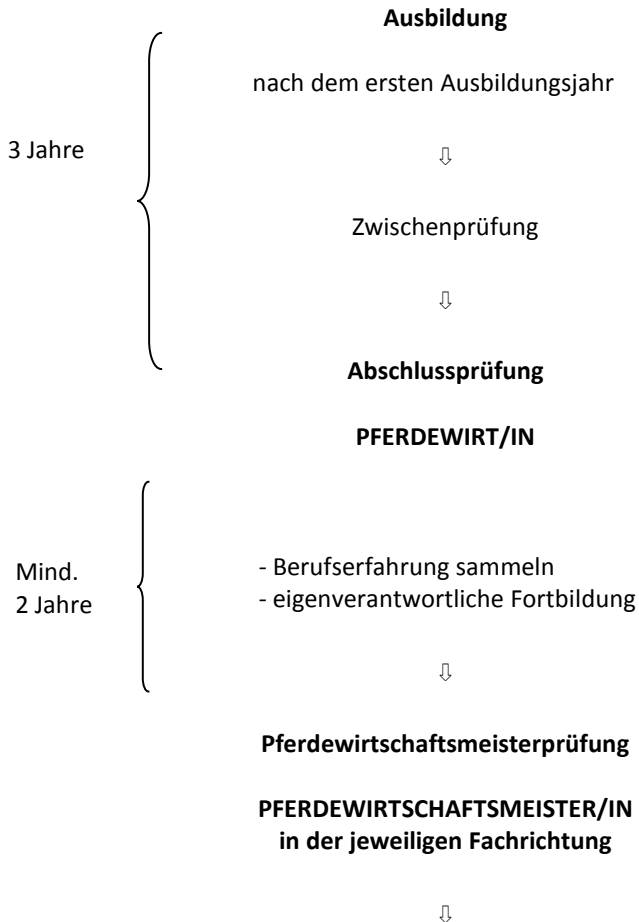 Ausbildung
nach dem ersten Ausbildungsjahr
3 Jahre
⇩
Zwischenprüfung
⇩
Abschlussprüfung
PFERDEWIRT/IN
Mind.
2 Jahre
- Berufserfahrung sammeln
- eigenverantwortliche Fortbildung
⇩
Pferdewirtschaftsmeisterprüfung
PFERDEWIRTSCHAFTSMEISTER/IN
in der jeweiligen Fachrichtung
⇩